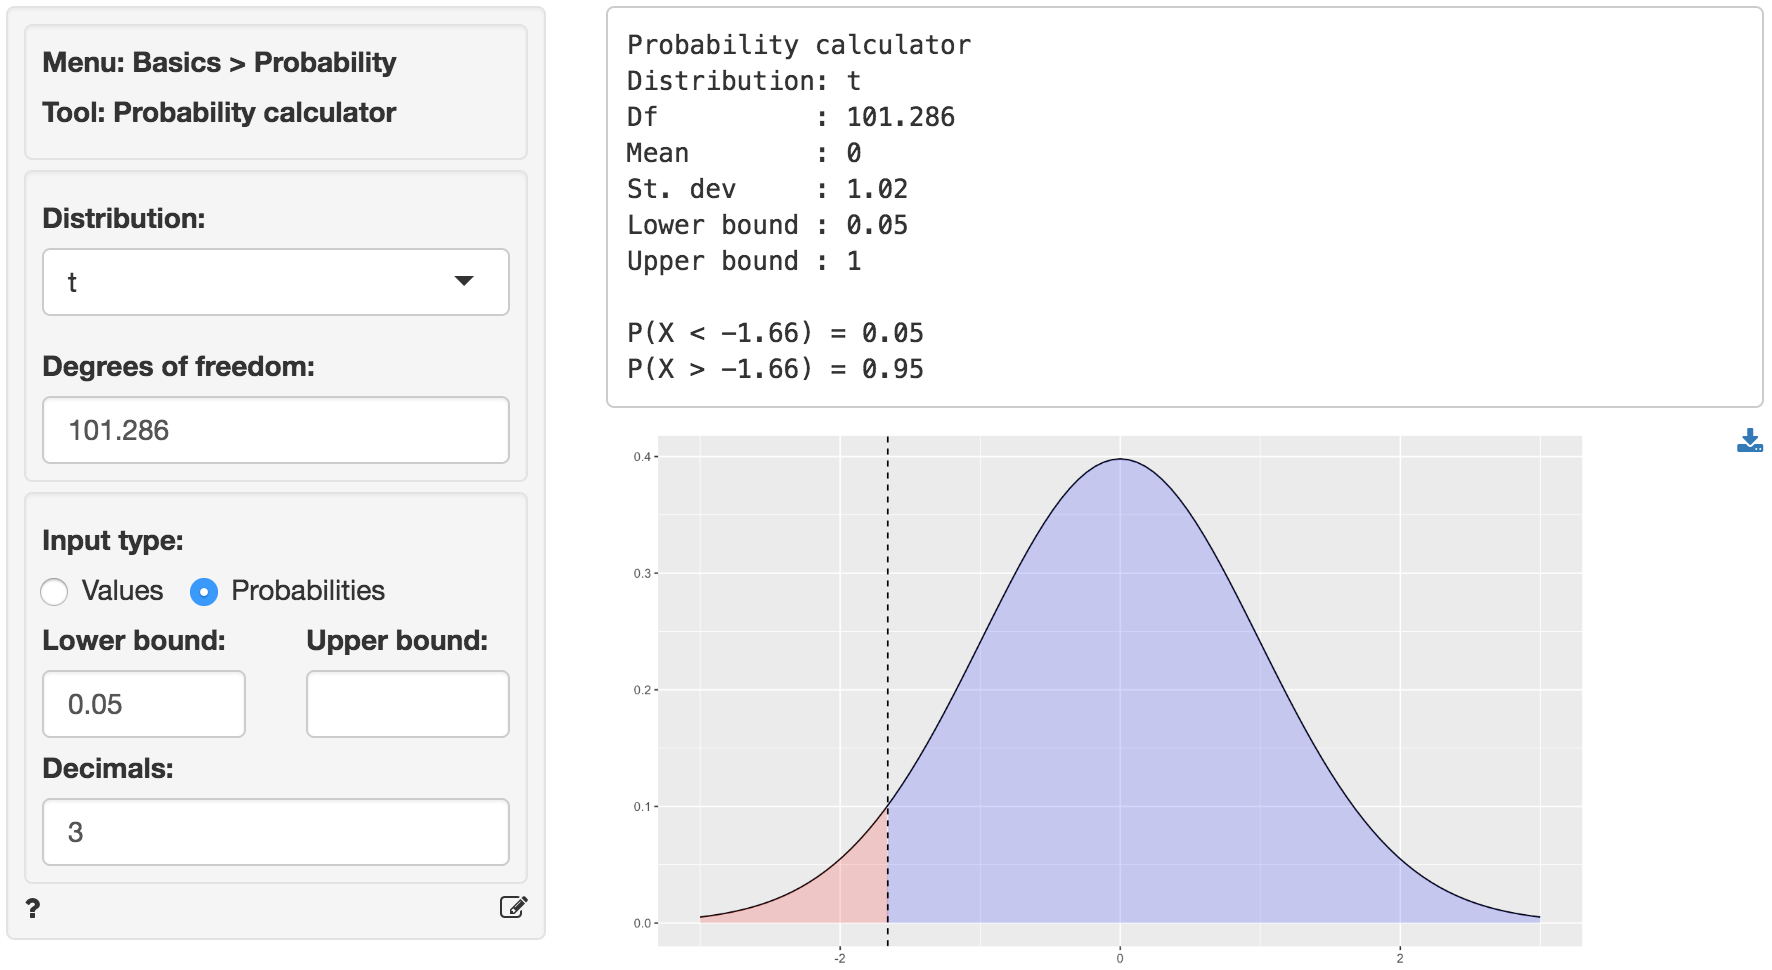 Menu: Basics > Probability
Tool: Probability calculator
Distribution:
t
Degrees of freedom:
101.286
Input type:
Values Probabilities
Lower bound: Upper bound:
0.05
Decimals:
3
?
Probability calculator
Distribution: t
Df          : 101.286
Mean        : 0
St. dev     : 1.02
Lower bound : 0.05
Upper bound : 1
P(X < −1.66) = 0.05
P(X > −1.66) = 0.95
0.4
0.3
0.2
0.1
0.0
-2 0 2